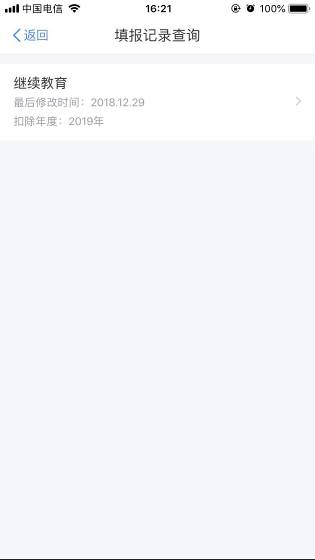 中国电信 16:21 100%
返回 填报记录查询
继续教育
最后修改时间：2018.12.29
扣除年度：2019年